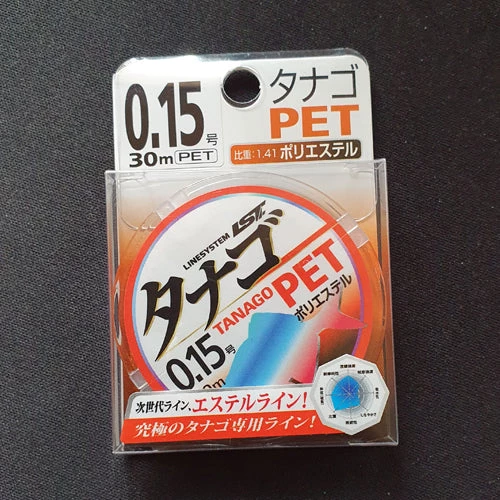 0.15号
30m PET
タナゴ
PET
比重:1.41 ポリエステル
LINESYSTEM LST.
タナゴ
TANAGO PET
ポリエステル
0.15号
次世代ライン、エステルライン!
究極のタナゴ専用ライン!